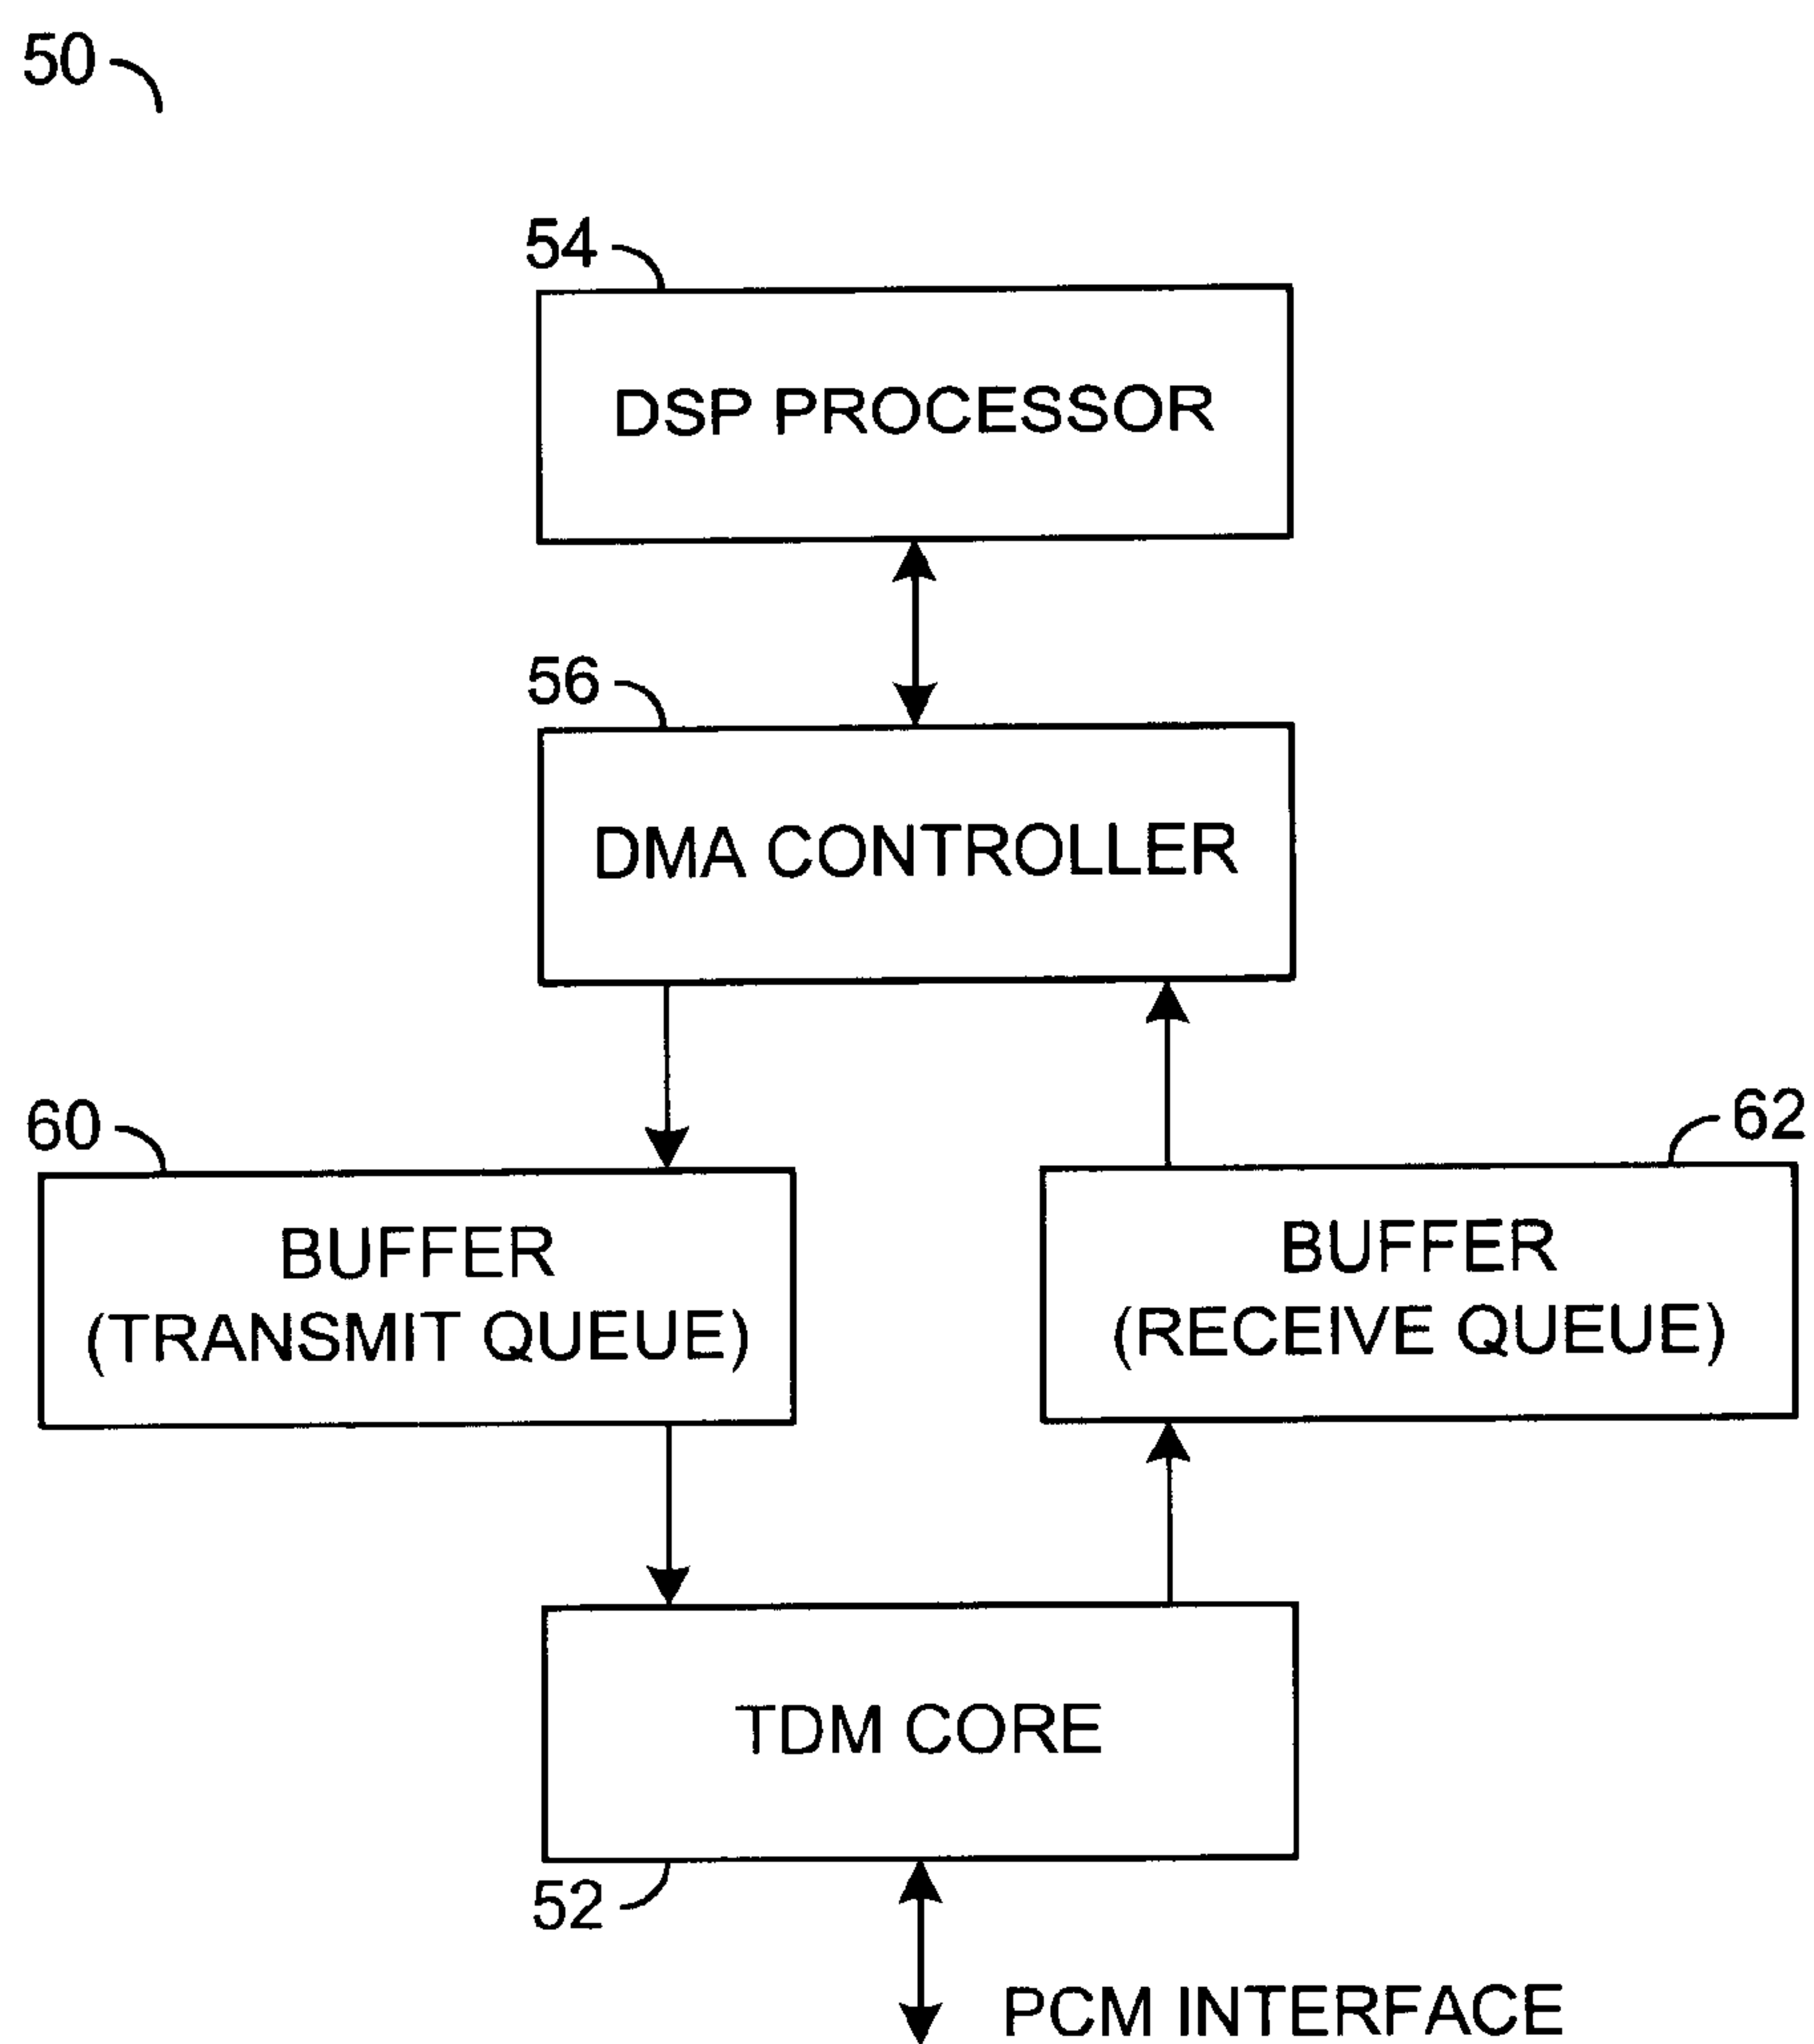 50
54
DSP PROCESSOR
56
DMA CONTROLLER
60
62
BUFFER
(TRANSMIT QUEUE)
BUFFER
(RECEIVE QUEUE)
TDM CORE
52
PCM INTERFACE